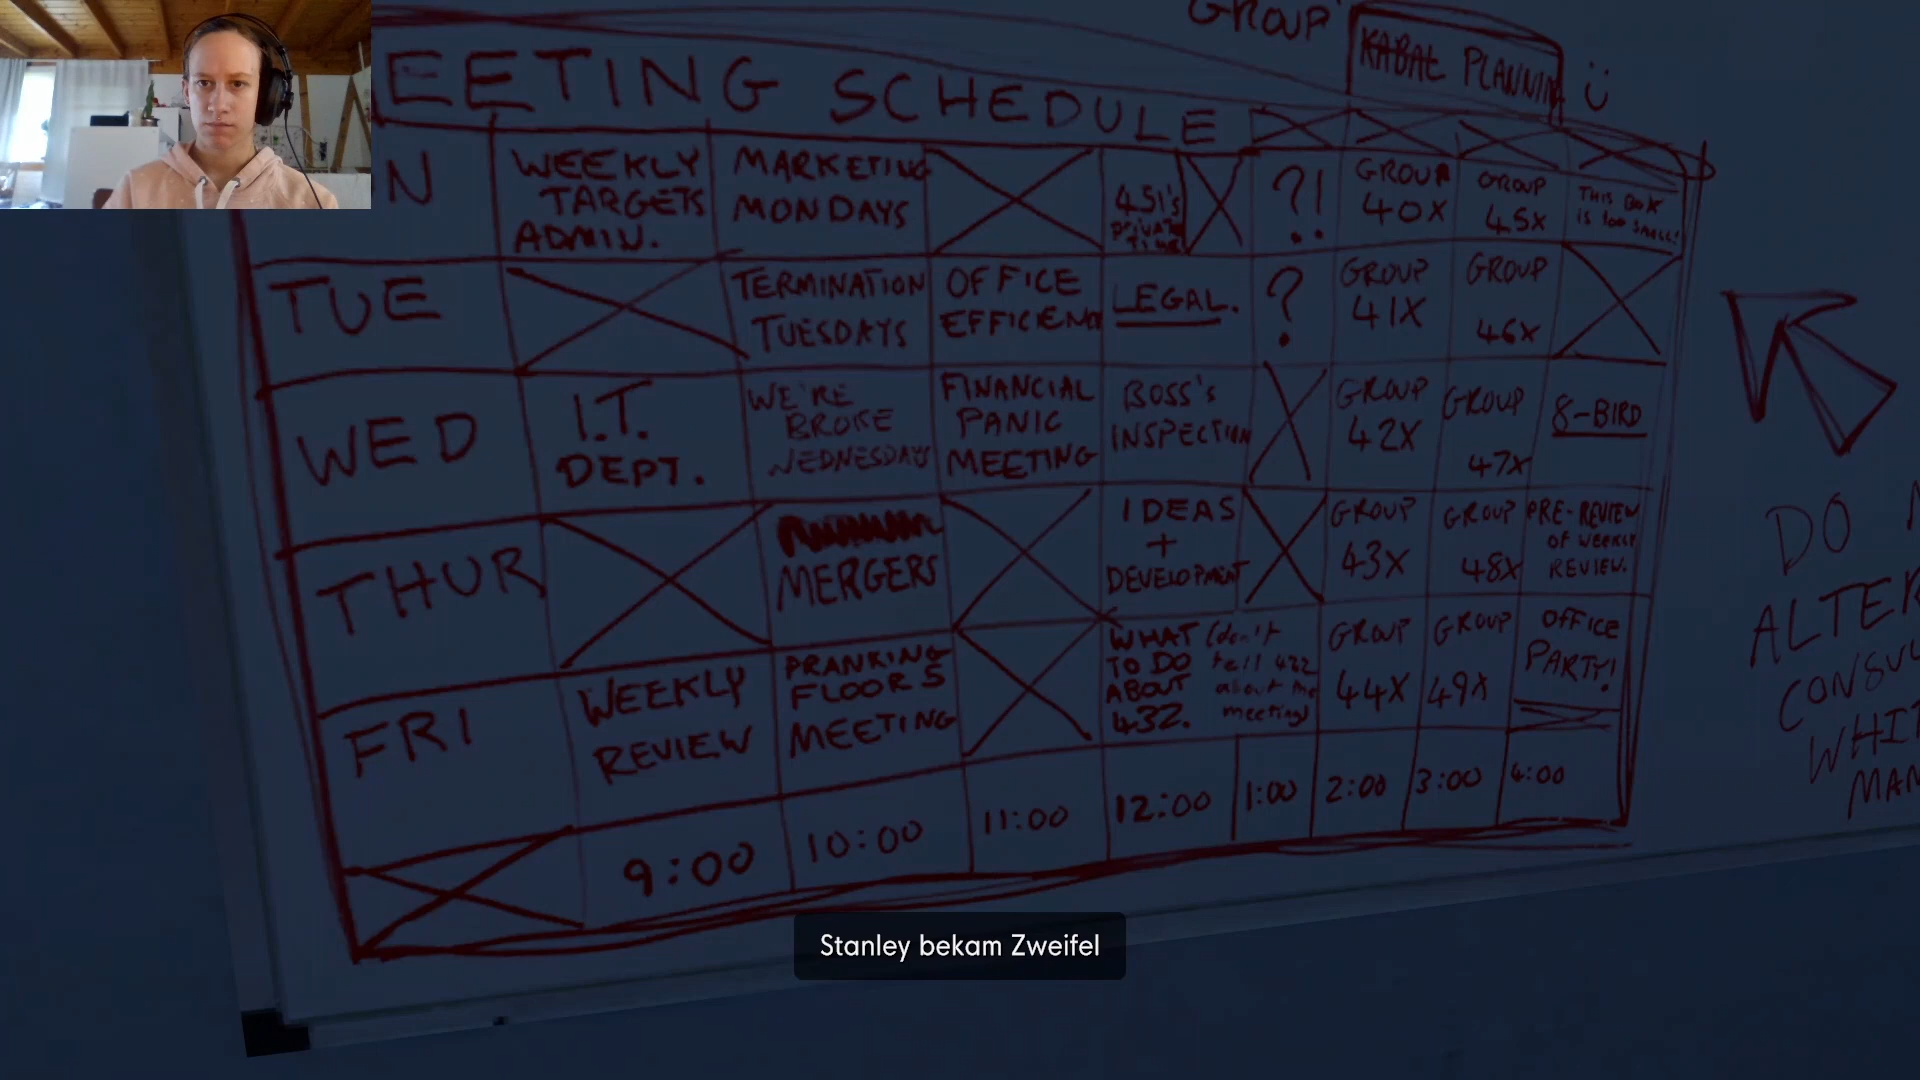 GROUP
KABAL PLANNIN
EETING SCHEDULE
N
WEEKLY
TARGETS
ADMIN.
MARKETING
MONDAYS
451's
PRIVATE
TIME
?!
GROUP
40X
GROUP
45X
THIS BOX
IS TOO SMALL!
TUE
TERMINATION
TUESDAYS
OFFICE
EFFICIENC
LEGAL.
?
GROUP
41X
GROUP
46X
WED
I.T.
DEPT.
WE'RE
BROKE
WEDNESDAYS
FINANCIAL
PANIC
MEETING
BOSS'S
INSPECTION
GROUP
42X
GROUP
47X
8-BIRD
THUR
MERGERS
IDEAS
+
DEVELOPMENT
GROUP
43X
GROUP
48X
PRE-REVIEW
OF WEEKLY
REVIEW.
FRI
WEEKLY
REVIEW
PRANKING
FLOOR 5
MEETING
WHAT
TO DO
ABOUT
432.
(don't
tell 432
about the
meeting)
GROUP
44X
GROUP
49X
OFFICE
PARTY!
9:00
10:00
11:00
12:00
1:00
2:00
3:00
4:00
DO
ALTER
CONSU
WHIT
MAN
Stanley bekam Zweifel